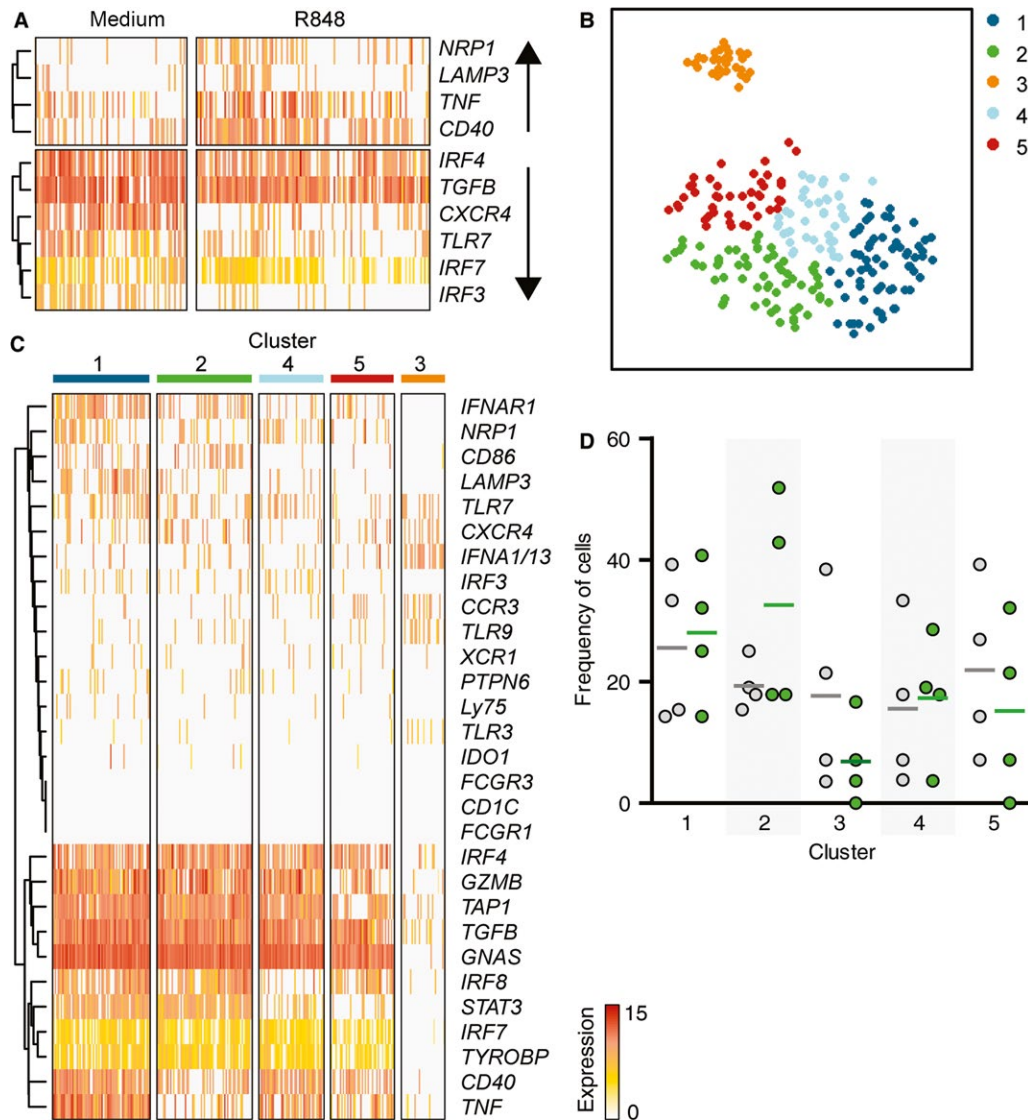 A
Medium R848
NRP1
LAMP3
TNF
CD40
IRF4
TGFB
CXCR4
TLR7
IRF7
IRF3
B
1
2
3
4
5
C
Cluster
1 2 4 5 3
IFNAR1
NRP1
CD86
LAMP3
TLR7
CXCR4
IFNA1/13
IRF3
CCR3
TLR9
XCR1
PTPN6
Ly75
TLR3
IDO1
FCGR3
CD1C
FCGR1
IRF4
GZMB
TAP1
TGFB
GNAS
IRF8
STAT3
IRF7
TYROBP
CD40
TNF
Expression
15
0
D
Frequency of cells
60
40
20
0
1 2 3 4 5
Cluster